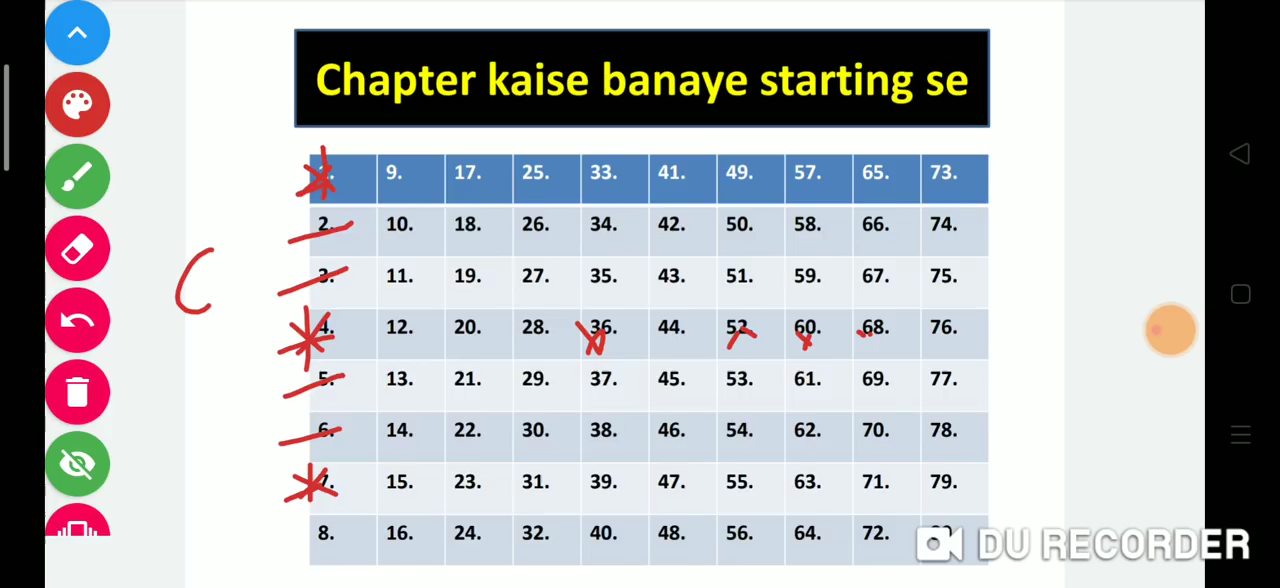 Chapter kaise banaye starting se
1. 9. 17. 25. 33. 41. 49. 57. 65. 73.
2. 10. 18. 26. 34. 42. 50. 58. 66. 74.
3. 11. 19. 27. 35. 43. 51. 59. 67. 75.
4. 12. 20. 28. 36. 44. 52. 60. 68. 76.
5. 13. 21. 29. 37. 45. 53. 61. 69. 77.
6. 14. 22. 30. 38. 46. 54. 62. 70. 78.
7. 15. 23. 31. 39. 47. 55. 63. 71. 79.
8. 16. 24. 32. 40. 48. 56. 64. 72.
DU RECORDER